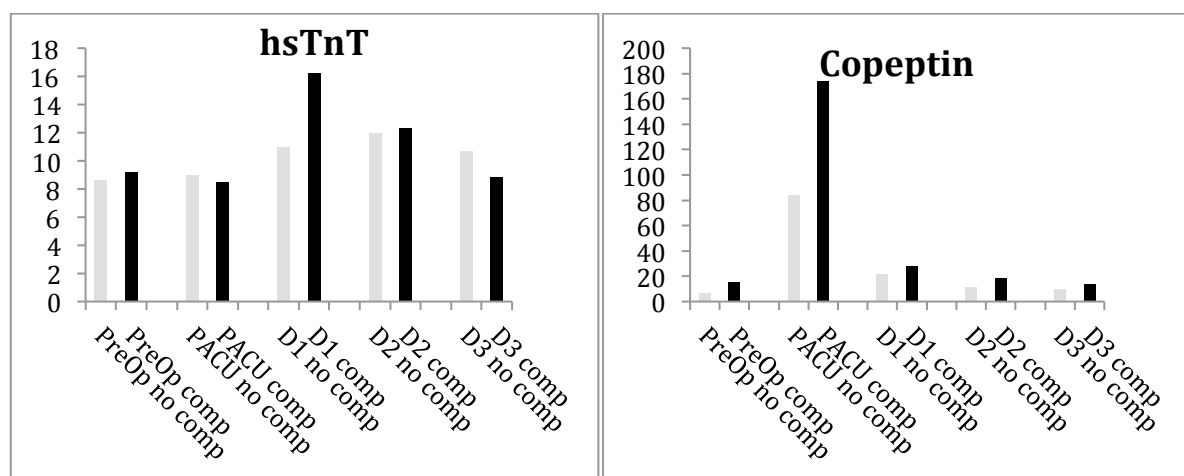 hsTnT
18
16
14
12
10
8
6
4
2
0
PreOp no comp
PreOp comp
PACU no comp
PACU comp
D1 no comp
D1 comp
D2 no comp
D2 comp
D3 no comp
D3 comp
Copeptin
200
180
160
140
120
100
80
60
40
20
0
PreOp no comp
PreOp comp
PACU no comp
PACU comp
D1 no comp
D1 comp
D2 no comp
D2 comp
D3 no comp
D3 comp